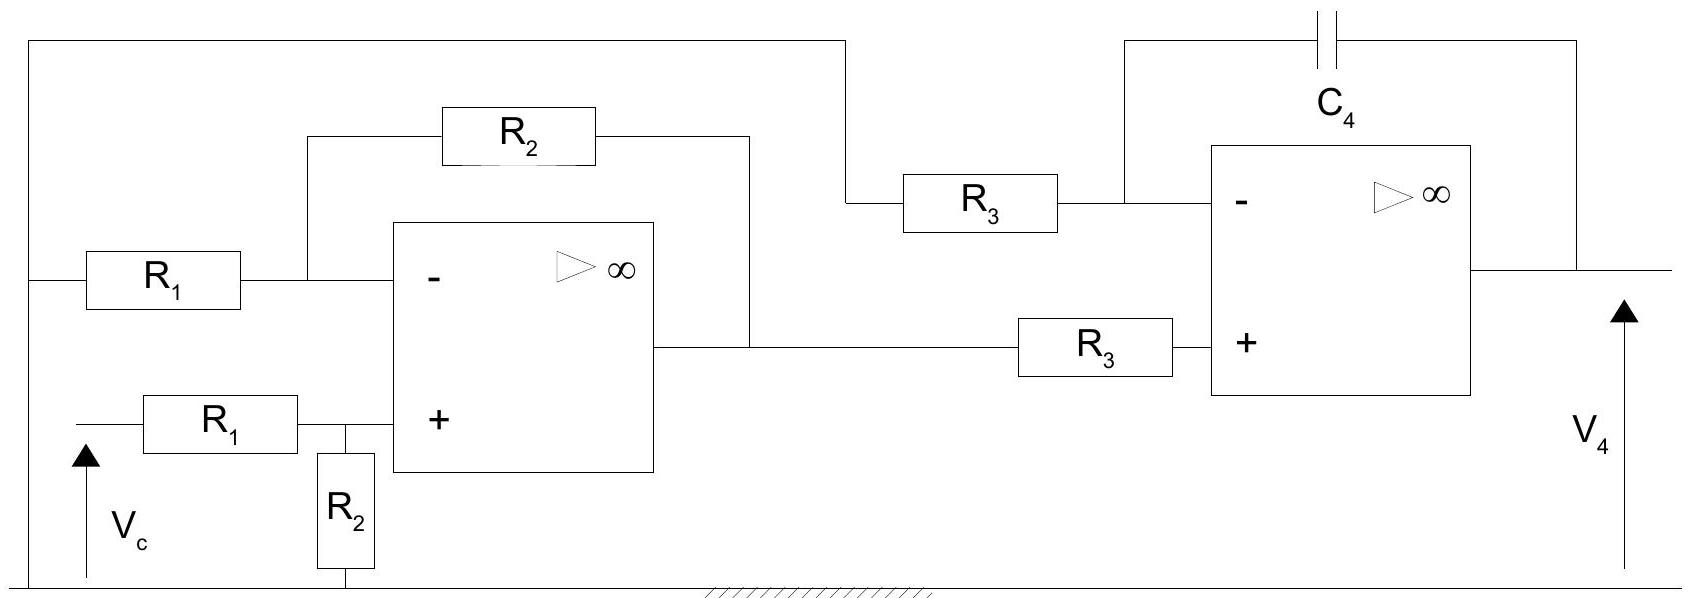 C4
R2
R3
- ▷ ∞
R1
- ▷ ∞
R3
+
R1
+
V4
R2
Vc